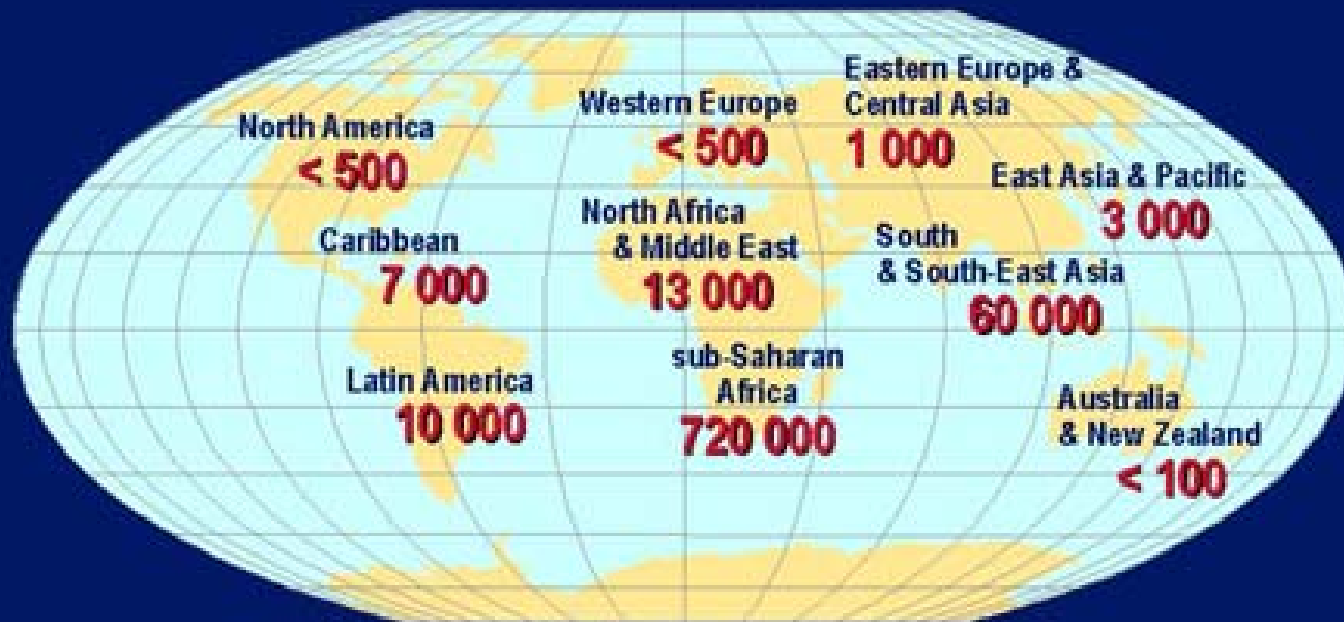 Eastern Europe &
Central Asia
1 000
Western Europe
< 500
North America
< 500
East Asia & Pacific
3 000
North Africa
& Middle East
13 000
South
& South-East Asia
60 000
Caribbean
7 000
sub-Saharan
Africa
720 000
Latin America
10 000
Australia
& New Zealand
< 100